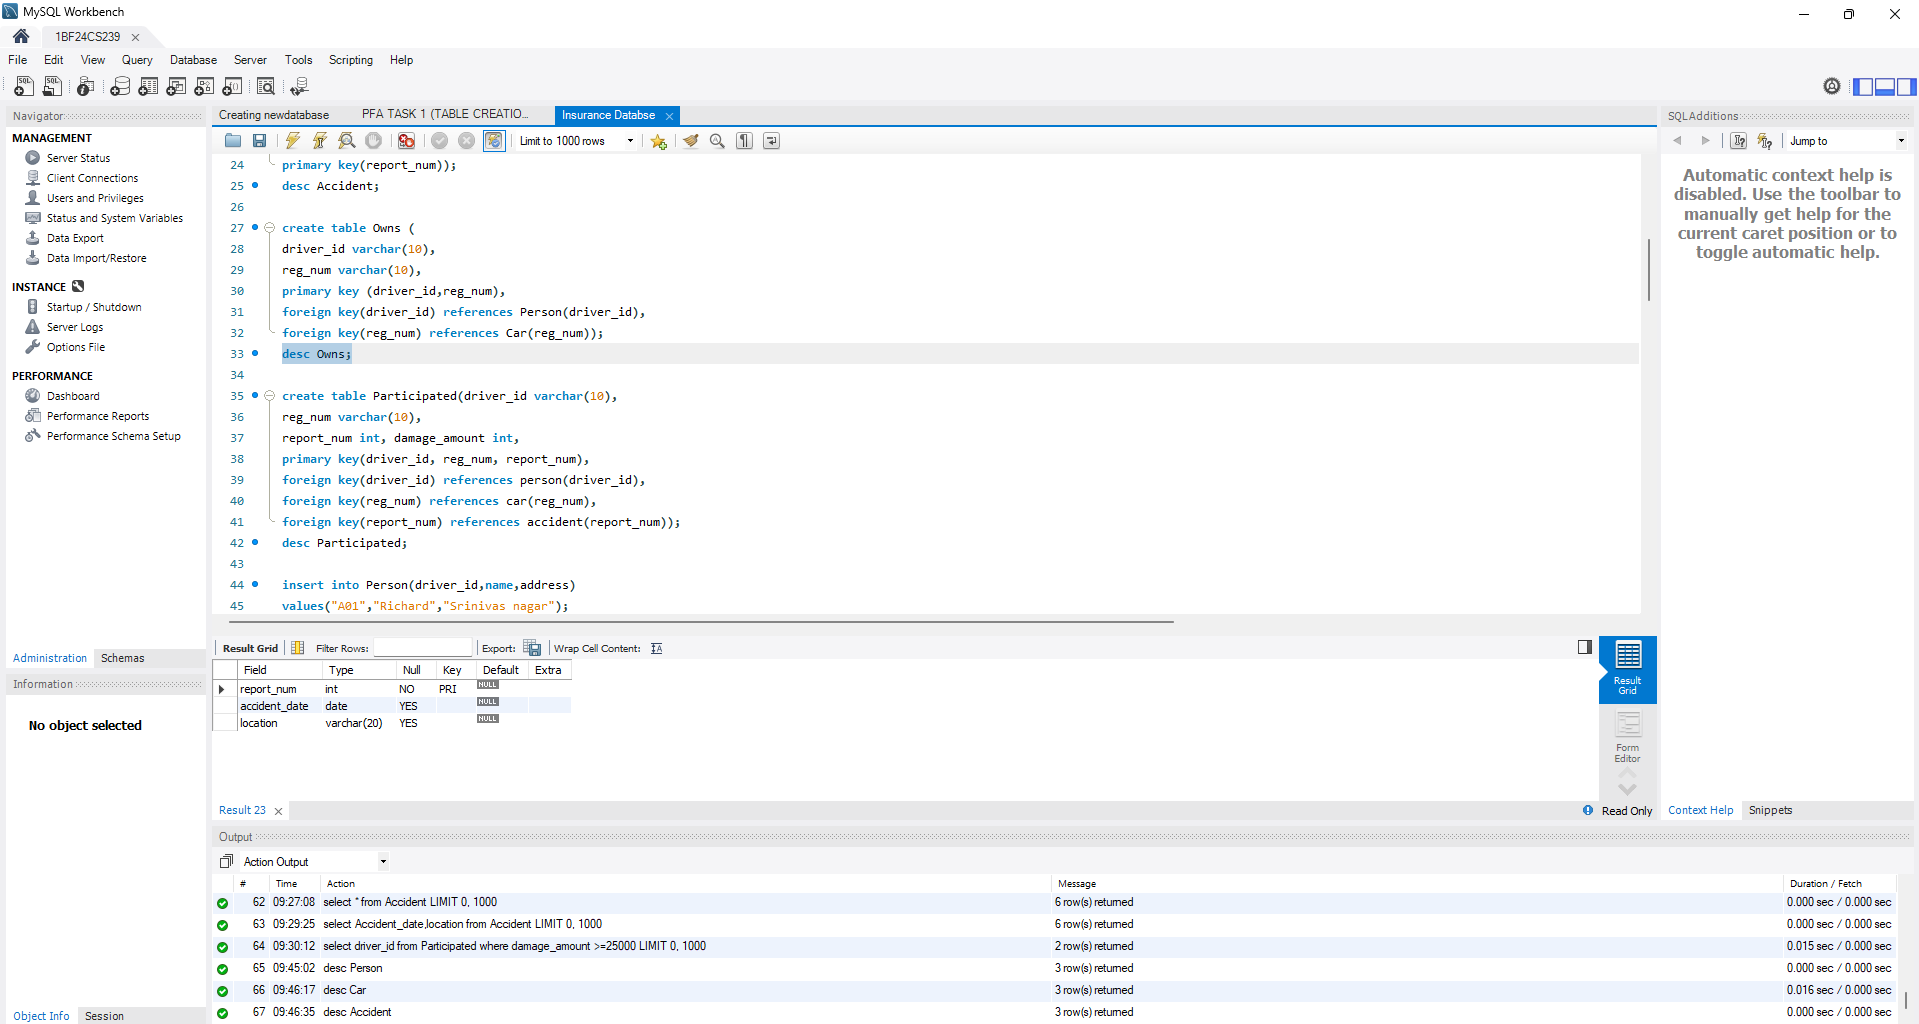 MySQL Workbench
1BF24CS239
File Edit View Query Database Server Tools Scripting Help
Navigator
MANAGEMENT
Server Status
Client Connections
Users and Privileges
Status and System Variables
Data Export
Data Import/Restore
INSTANCE
Startup / Shutdown
Server Logs
Options File
PERFORMANCE
Dashboard
Performance Reports
Performance Schema Setup
Administration Schemas
Information
No object selected
Object Info Session
Creating newdatabase PFA TASK 1 (TABLE CREATIO... Insurance Databse
Limit to 1000 rows
24 primary key(report_num));
25 desc Accident;
26
27 create table Owns (
28 driver_id varchar(10),
29 reg_num varchar(10),
30 primary key (driver_id,reg_num),
31 foreign key(driver_id) references Person(driver_id),
32 foreign key(reg_num) references Car(reg_num));
33 desc Owns;
34
35 create table Participated(driver_id varchar(10),
36 reg_num varchar(10),
37 report_num int, damage_amount int,
38 primary key(driver_id, reg_num, report_num),
39 foreign key(driver_id) references person(driver_id),
40 foreign key(reg_num) references car(reg_num),
41 foreign key(report_num) references accident(report_num));
42 desc Participated;
43
44 insert into Person(driver_id,name,address)
45 values("A01","Richard","Srinivas nagar");
Result Grid Filter Rows: Export: Wrap Cell Content:
Field Type Null Key Default Extra
report_num int NO PRI NULL
accident_date date YES NULL
location varchar(20) YES NULL
Result Grid
Form Editor
Result 23
Read Only
SQLAdditions
Jump to
Automatic context help is
disabled. Use the toolbar to
manually get help for the
current caret position or to
toggle automatic help.
Context Help Snippets
Output
Action Output
# Time Action Message Duration / Fetch
62 09:27:08 select * from Accident LIMIT 0, 1000 6 row(s) returned 0.000 sec / 0.000 sec
63 09:29:25 select Accident_date,location from Accident LIMIT 0, 1000 6 row(s) returned 0.000 sec / 0.000 sec
64 09:30:12 select driver_id from Participated where damage_amount >=25000 LIMIT 0, 1000 2 row(s) returned 0.015 sec / 0.000 sec
65 09:45:02 desc Person 3 row(s) returned 0.000 sec / 0.000 sec
66 09:46:17 desc Car 3 row(s) returned 0.016 sec / 0.000 sec
67 09:46:35 desc Accident 3 row(s) returned 0.000 sec / 0.000 sec